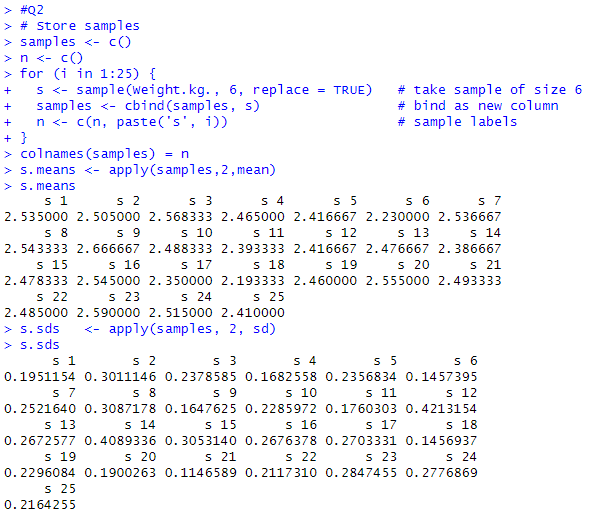 > #Q2
> # Store samples
> samples <- c()
> n <- c()
> for (i in 1:25) {
+   s <- sample(weight.kg., 6, replace = TRUE)   # take sample of size 6
+   samples <- cbind(samples, s)                 # bind as new column
+   n <- c(n, paste('s', i))                     # sample labels
+ }
> colnames(samples) = n
> s.means <- apply(samples,2,mean)
> s.means
     s 1      s 2      s 3      s 4      s 5      s 6      s 7
2.535000 2.505000 2.568333 2.465000 2.416667 2.230000 2.536667
     s 8      s 9     s 10     s 11     s 12     s 13     s 14
2.543333 2.666667 2.488333 2.393333 2.416667 2.476667 2.386667
    s 15     s 16     s 17     s 18     s 19     s 20     s 21
2.478333 2.545000 2.350000 2.193333 2.460000 2.555000 2.493333
    s 22     s 23     s 24     s 25
2.485000 2.590000 2.515000 2.410000
> s.sds   <- apply(samples, 2, sd)
> s.sds
      s 1       s 2       s 3       s 4       s 5       s 6
0.1951154 0.3011146 0.2378585 0.1682558 0.2356834 0.1457395
      s 7       s 8       s 9      s 10      s 11      s 12
0.2521640 0.3087178 0.1647625 0.2285972 0.1760303 0.4213154
     s 13      s 14      s 15      s 16      s 17      s 18
0.2672577 0.4089336 0.3053140 0.2676378 0.2703331 0.1456937
     s 19      s 20      s 21      s 22      s 23      s 24
0.2296084 0.1900263 0.1146589 0.2117310 0.2847455 0.2776869
     s 25
0.2164255